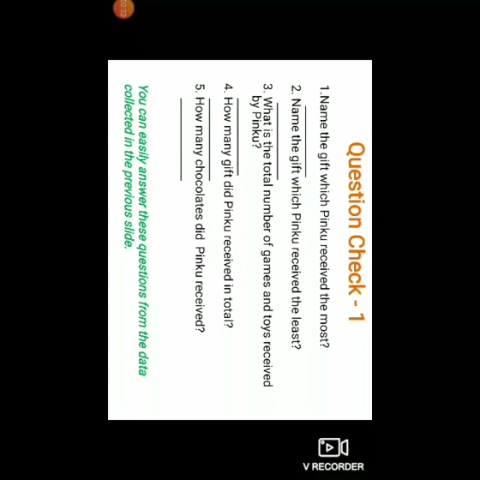 Question Check - 1
1.Name the gift which Pinku received the most?
2. Name the gift which Pinku received the least?
3. What is the total number of games and toys received
by Pinku?
4. How many gift did Pinku received in total?
5. How many chocolates did Pinku received?
You can easily answer these questions from the data
collected in the previous slide.
V RECORDER